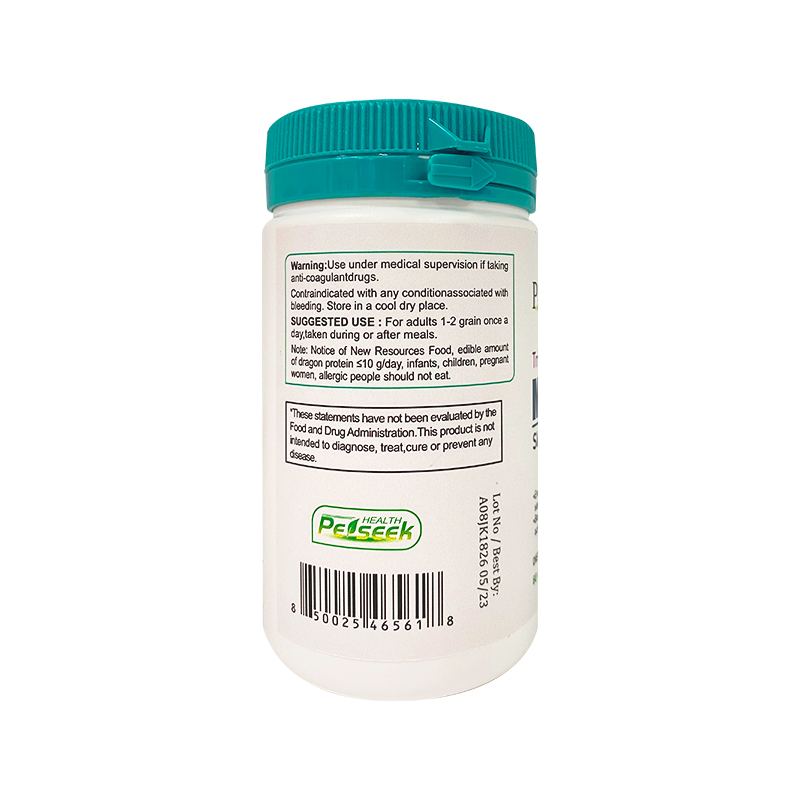 Warning:Use under medical supervision if taking
anti-coagulantdrugs.
Contraindicated with any conditionassociated with
bleeding. Store in a cool dry place.
SUGGESTED USE : For adults 1-2 grain once a
day,taken during or after meals.
Note: Notice of New Resources Food, edible amount
of dragon protein ≤10 g/day, infants, children, pregnant
women, allergic people should not eat.
*These statements have not been evaluated by the
Food and Drug Administration.This product is not
intended to diagnose, treat,cure or prevent any
disease.
HEALTH
Peiseek
Lot No / Best By:
A08JK1826 05/23
8 50025 46561 8